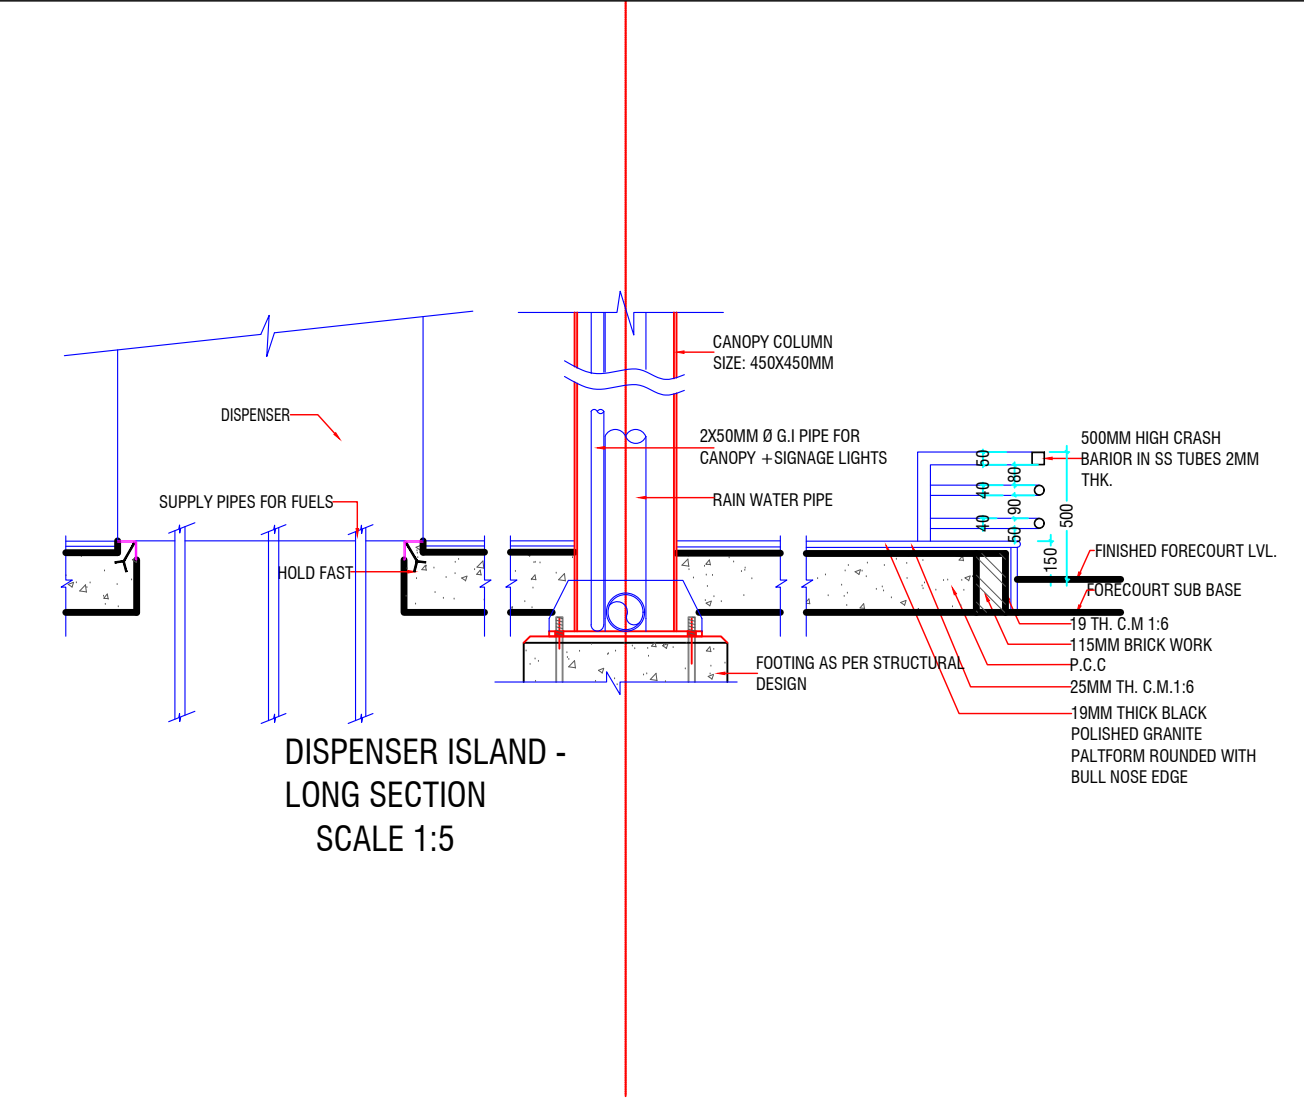 CANOPY COLUMN
SIZE: 450X450MM
DISPENSER
2X50MM Ø G.I PIPE FOR
CANOPY +SIGNAGE LIGHTS
500MM HIGH CRASH
BARIOR IN SS TUBES 2MM
THK.
SUPPLY PIPES FOR FUELS
RAIN WATER PIPE
50
80
40
90
40
50
500
150
FINISHED FORECOURT LVL.
HOLD FAST
FORECOURT SUB BASE
19 TH. C.M 1:6
115MM BRICK WORK
P.C.C
FOOTING AS PER STRUCTURAL
DESIGN
25MM TH. C.M.1:6
19MM THICK BLACK
POLISHED GRANITE
PALTFORM ROUNDED WITH
BULL NOSE EDGE
DISPENSER ISLAND -
LONG SECTION
SCALE 1:5